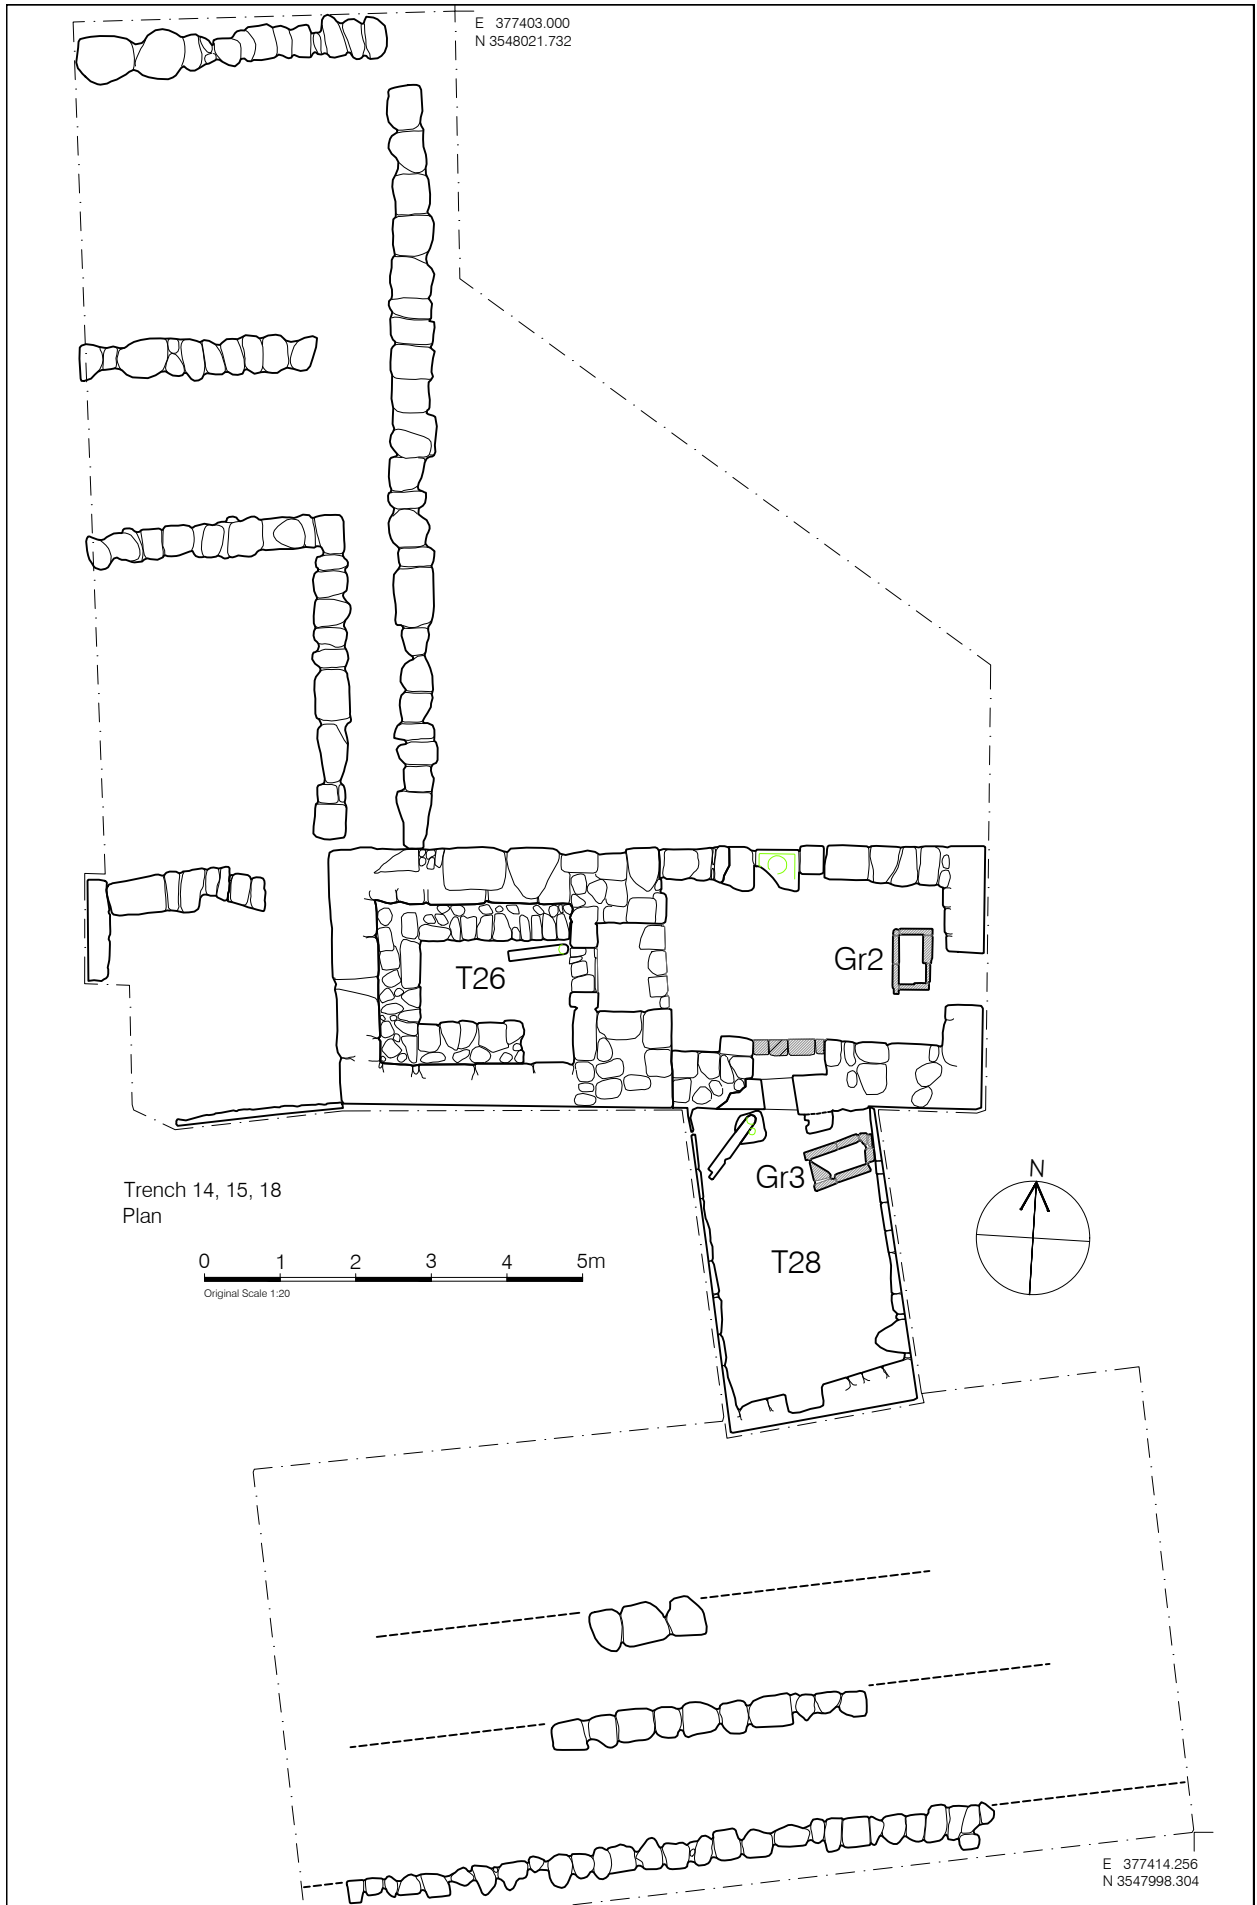 E 377403.000
N 3548021.732
Gr2
T26
Gr3
Trench 14, 15, 18
Plan
N
T28
0 1 2 3 4 5m
Original Scale 1:20
E 377414.256
N 3547998.304